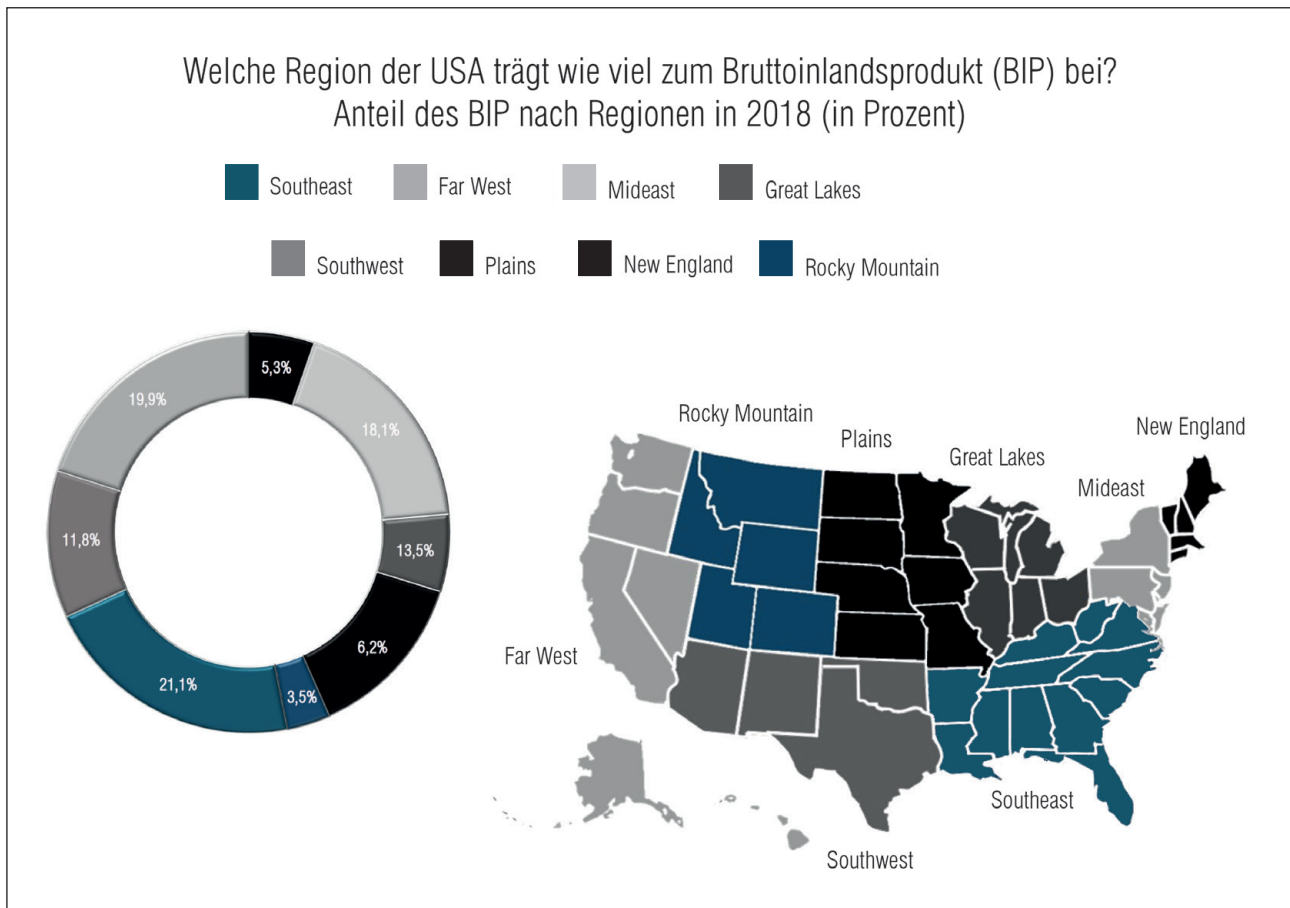 Welche Region der USA trägt wie viel zum Bruttoinlandsprodukt (BIP) bei?
Anteil des BIP nach Regionen in 2018 (in Prozent)
Southeast
Far West
Mideast
Great Lakes
Southwest
Plains
New England
Rocky Mountain
5,3%
19,9%
18,1%
11,8%
13,5%
6,2%
21,1%
3,5%
Rocky Mountain
Plains
New England
Great Lakes
Mideast
Far West
Southeast
Southwest